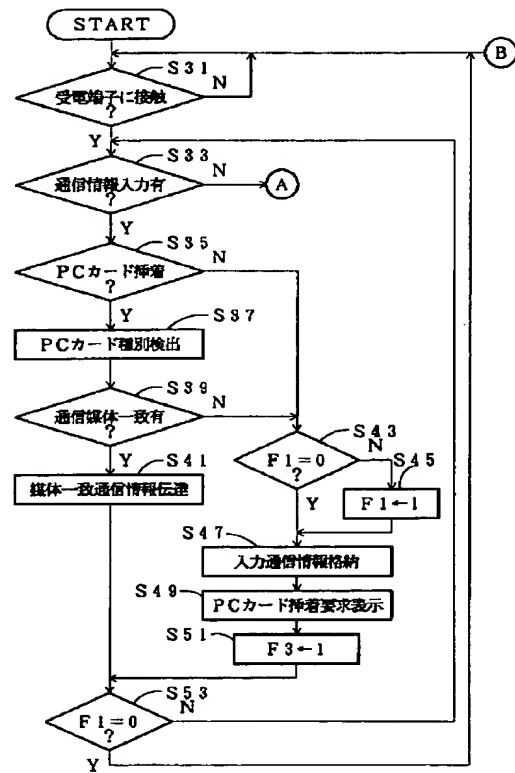 START
B
S31
N
受電端子に接触
?
Y
S33
N
通信情報入力有
?
A
Y
S35
N
PCカード挿着
?
Y
S37
PCカード種別検出
S39
通信媒体一致有
?
N
Y
S41
媒体一致通信情報伝達
S43
F1=0
?
N
S45
F1←1
Y
S47
入力通信情報格納
S49
PCカード挿着要求表示
S51
F3←1
S53
F1=0
?
N
Y